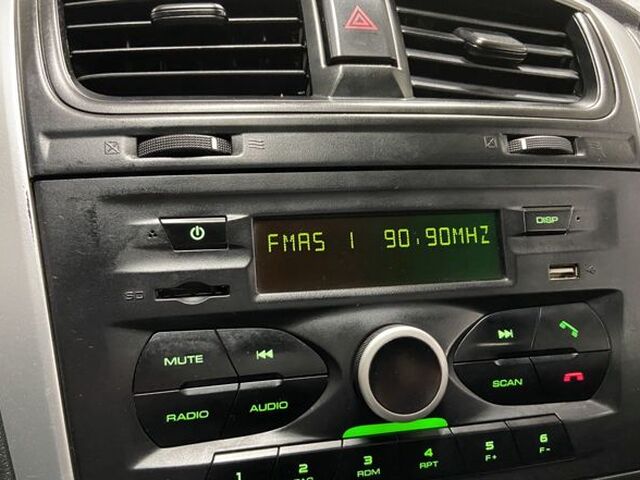 FMAS 1 90.90MHZ
DISP
SD
MUTE
RADIO
AUDIO
SCAN
1
2
3
RDM
4
RPT
5
F+
6
F-